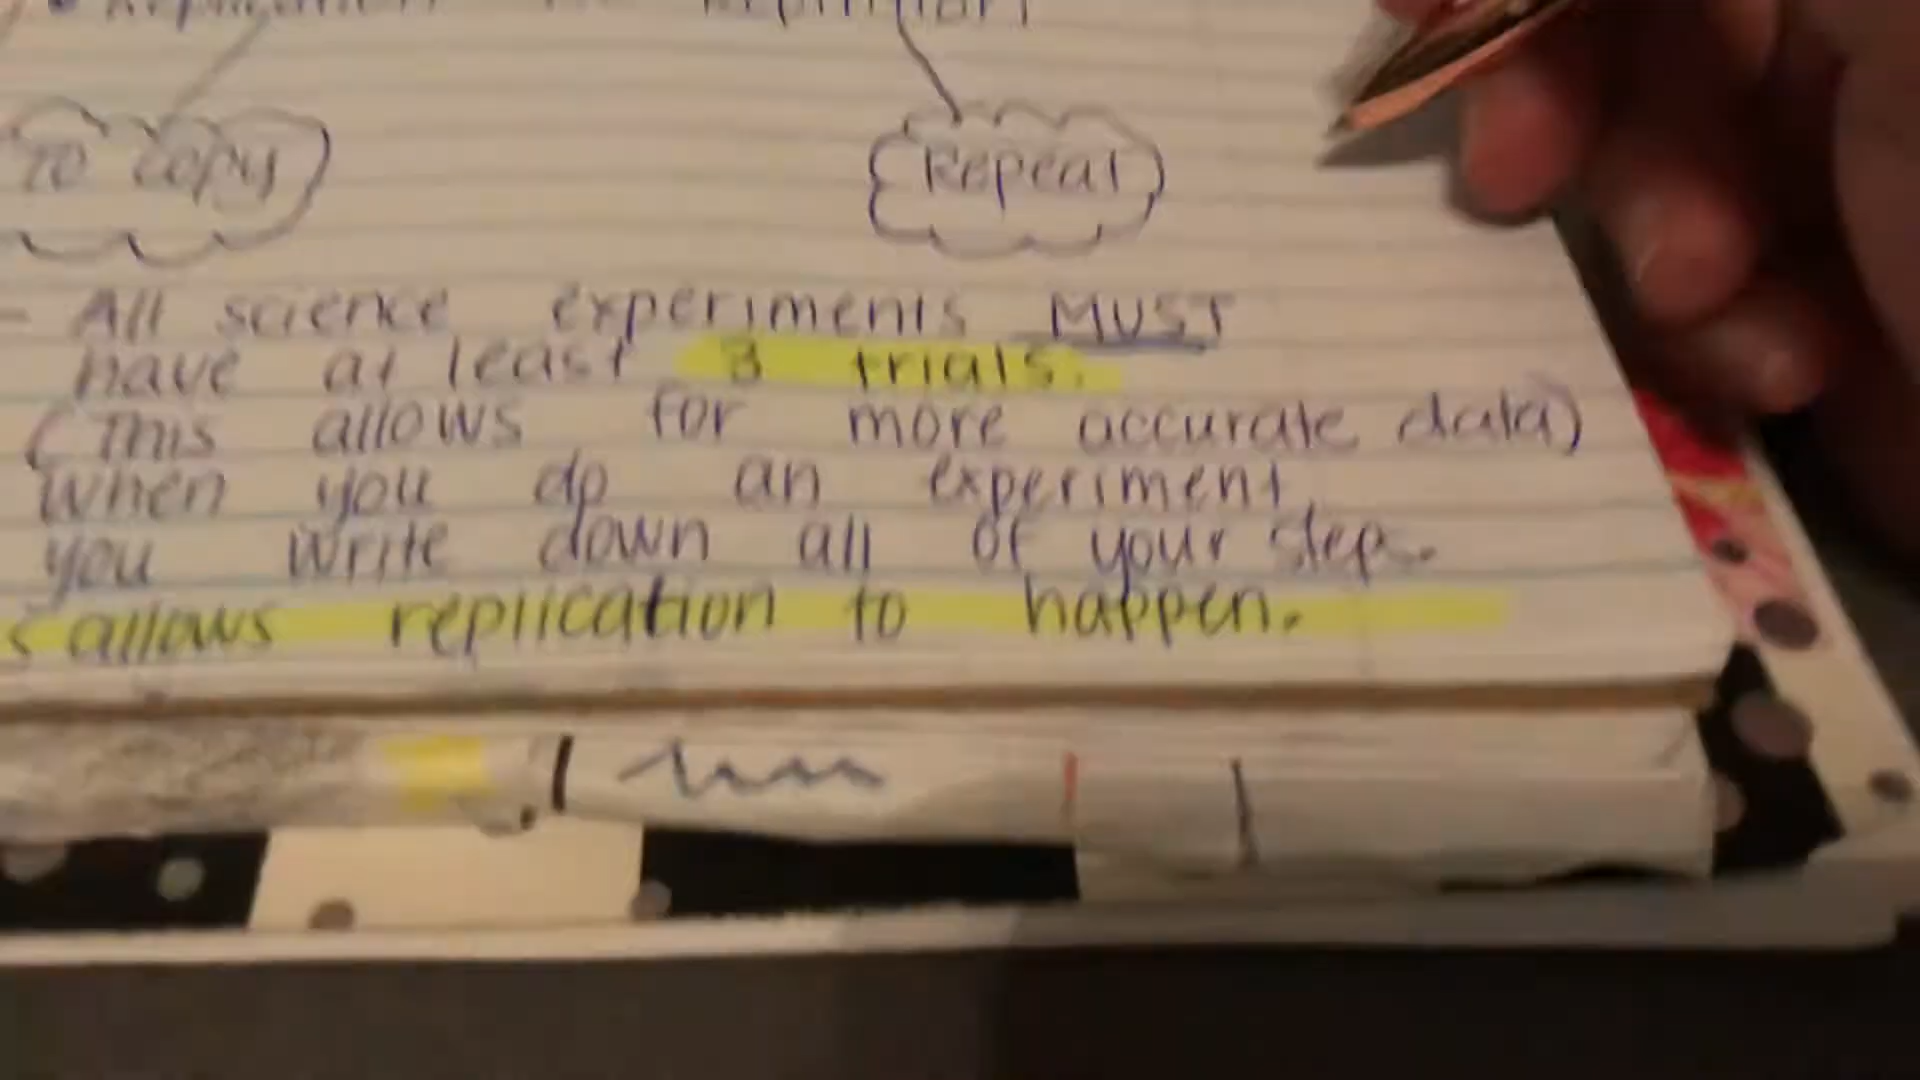 to copy
Repeat
- All science experiments MUST
have at least 3 trials.
(This allows for more accurate data)
When you do an experiment
you write down all of your steps.
allows replication to happen.